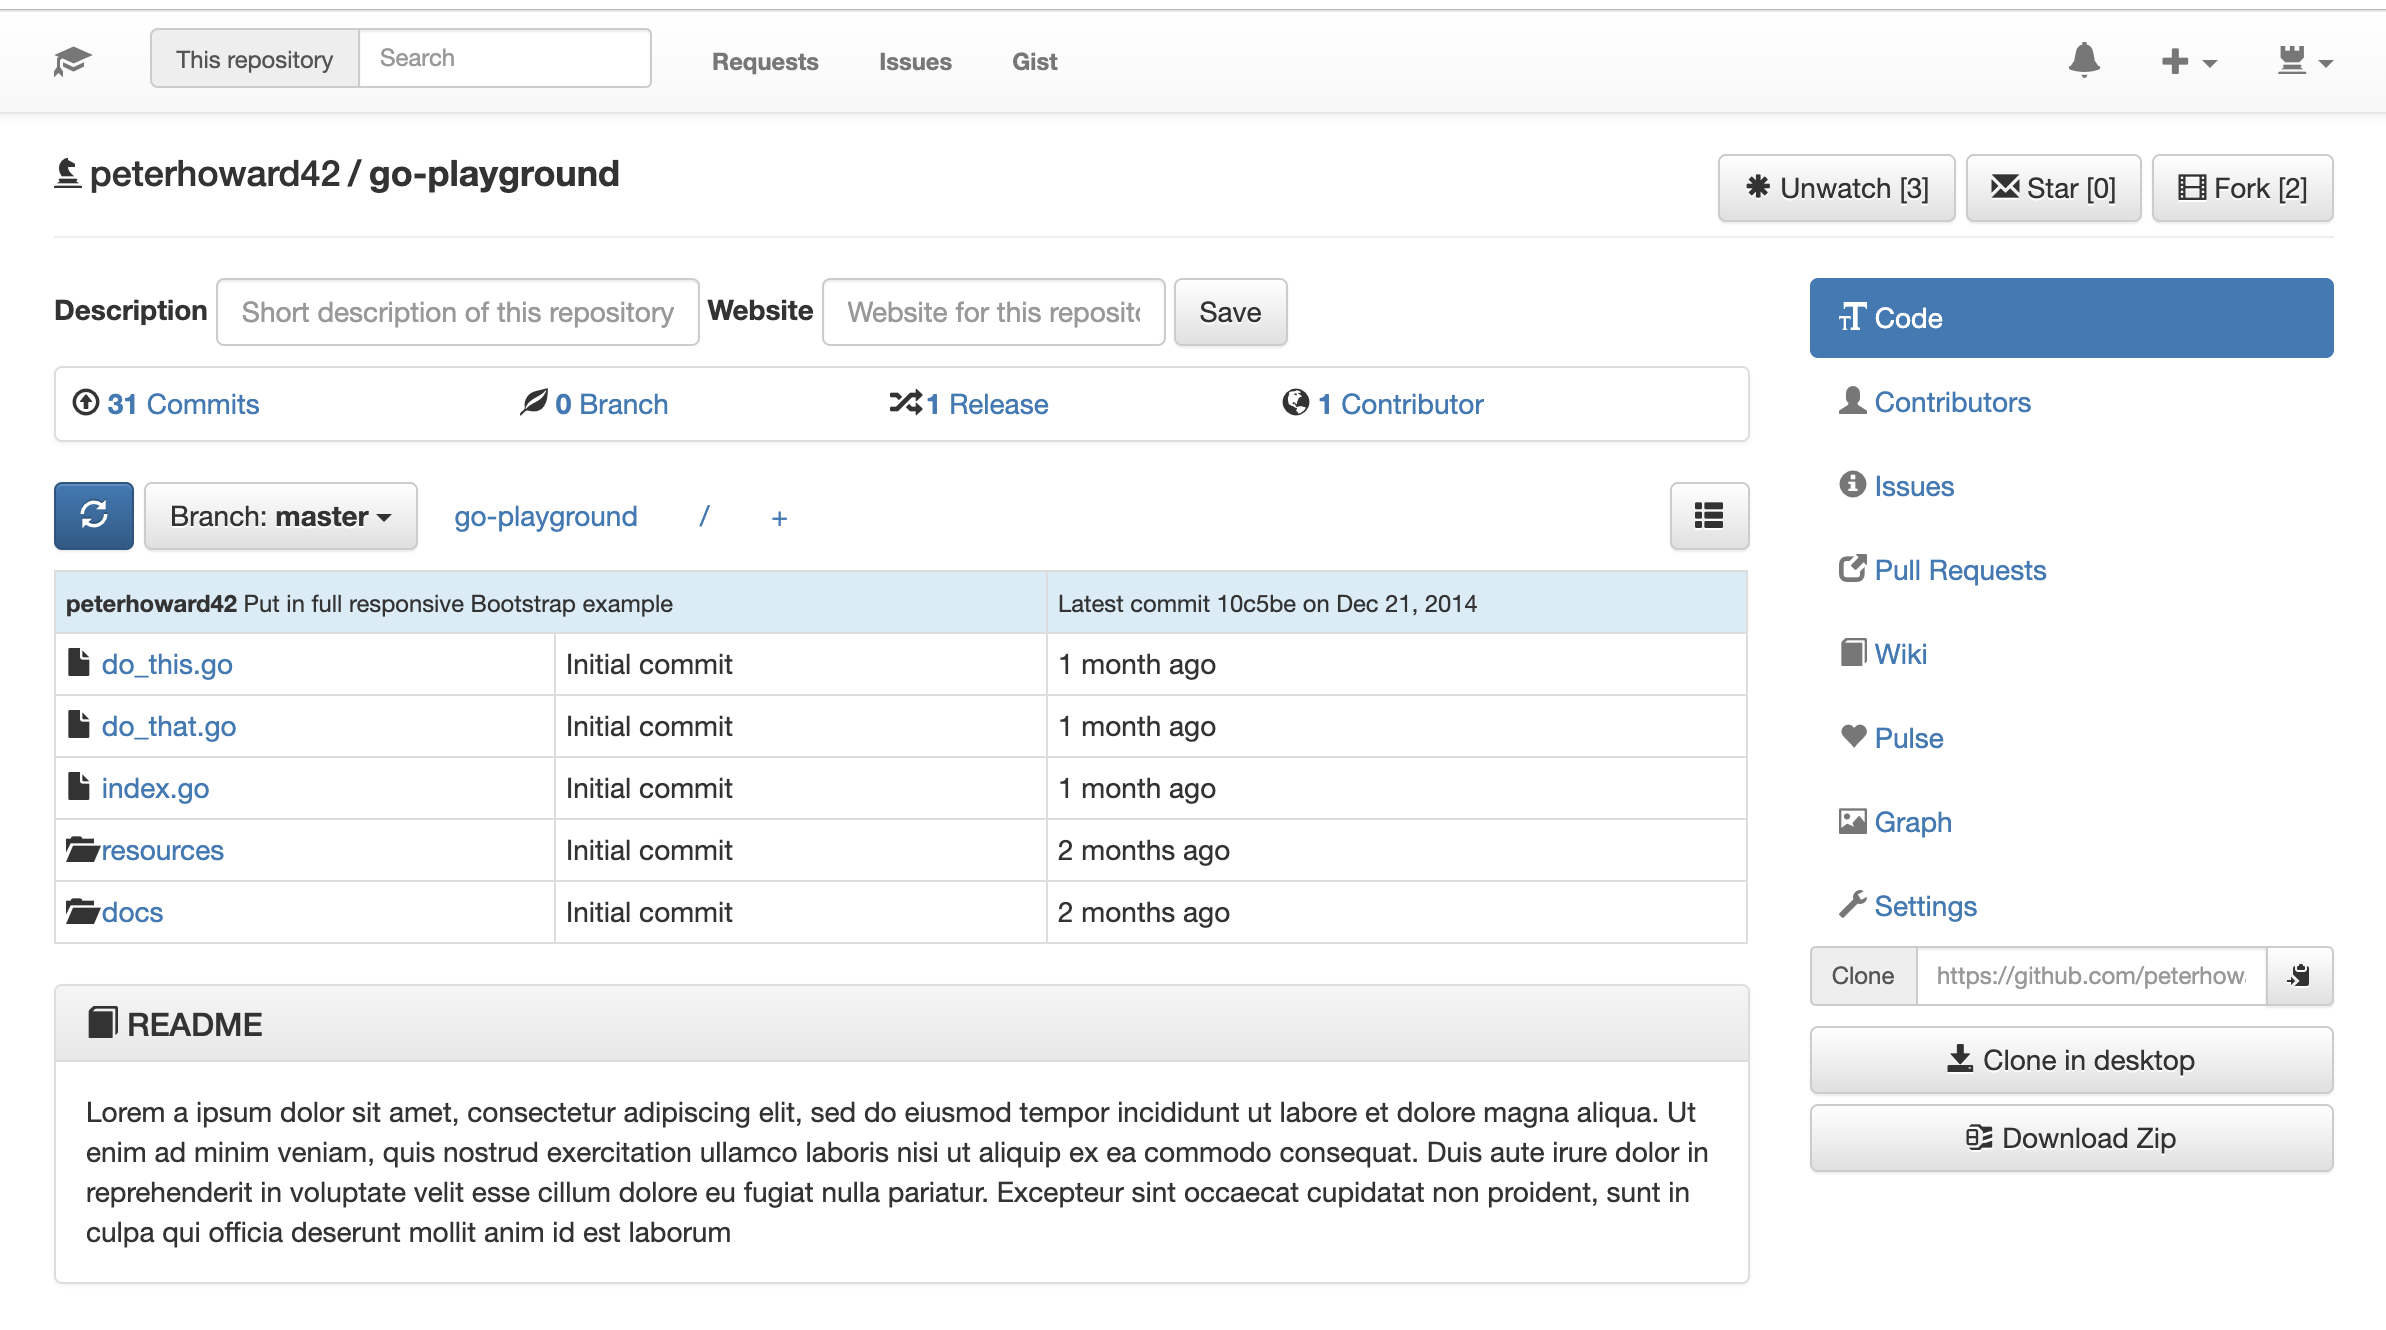 This repository Search Requests Issues Gist
peterhoward42 / go-playground
Unwatch [3] Star [0] Fork [2]
Description Short description of this repository Website Website for this reposito Save
31 Commits 0 Branch 1 Release 1 Contributor
Branch: master go-playground / +
peterhoward42 Put in full responsive Bootstrap example Latest commit 10c5be on Dec 21, 2014
do_this.go Initial commit 1 month ago
do_that.go Initial commit 1 month ago
index.go Initial commit 1 month ago
resources Initial commit 2 months ago
docs Initial commit 2 months ago
README
Lorem a ipsum dolor sit amet, consectetur adipiscing elit, sed do eiusmod tempor incididunt ut labore et dolore magna aliqua. Ut
enim ad minim veniam, quis nostrud exercitation ullamco laboris nisi ut aliquip ex ea commodo consequat. Duis aute irure dolor in
reprehenderit in voluptate velit esse cillum dolore eu fugiat nulla pariatur. Excepteur sint occaecat cupidatat non proident, sunt in
culpa qui officia deserunt mollit anim id est laborum
Code
Contributors
Issues
Pull Requests
Wiki
Pulse
Graph
Settings
Clone https://github.com/peterhow
Clone in desktop
Download Zip